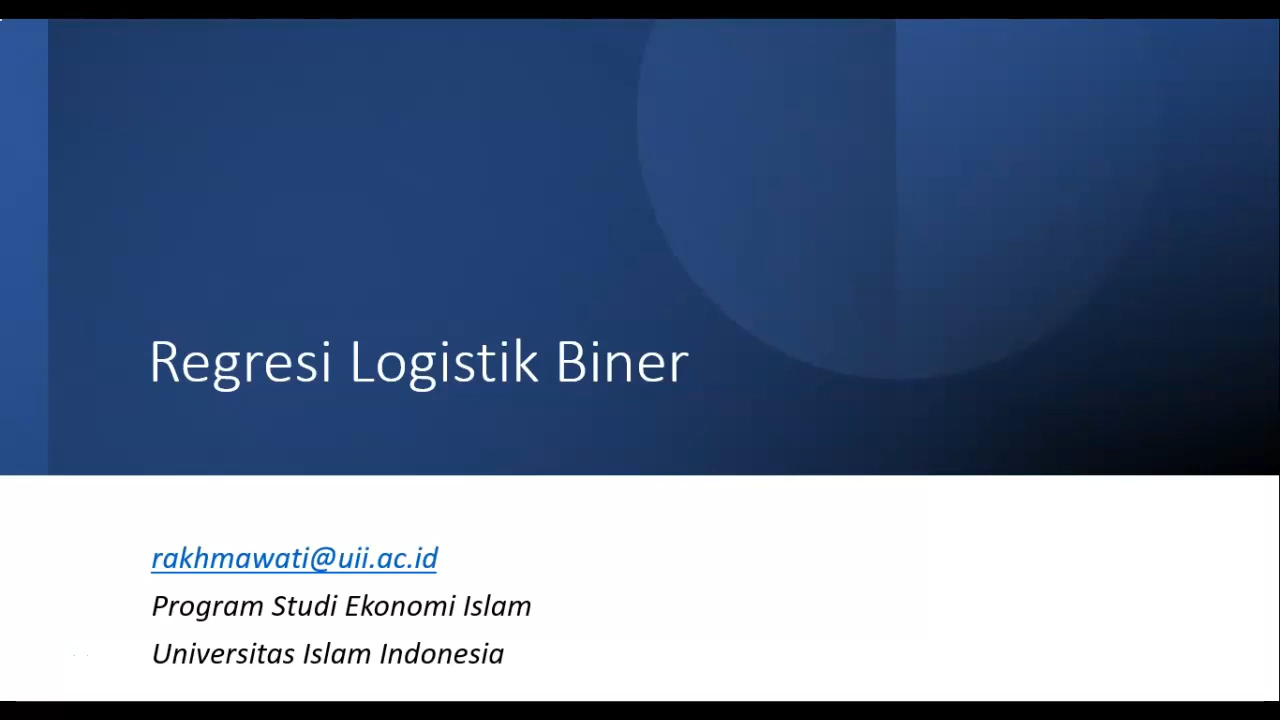 Regresi Logistik Biner
rakhmawati@uii.ac.id
Program Studi Ekonomi Islam
Universitas Islam Indonesia